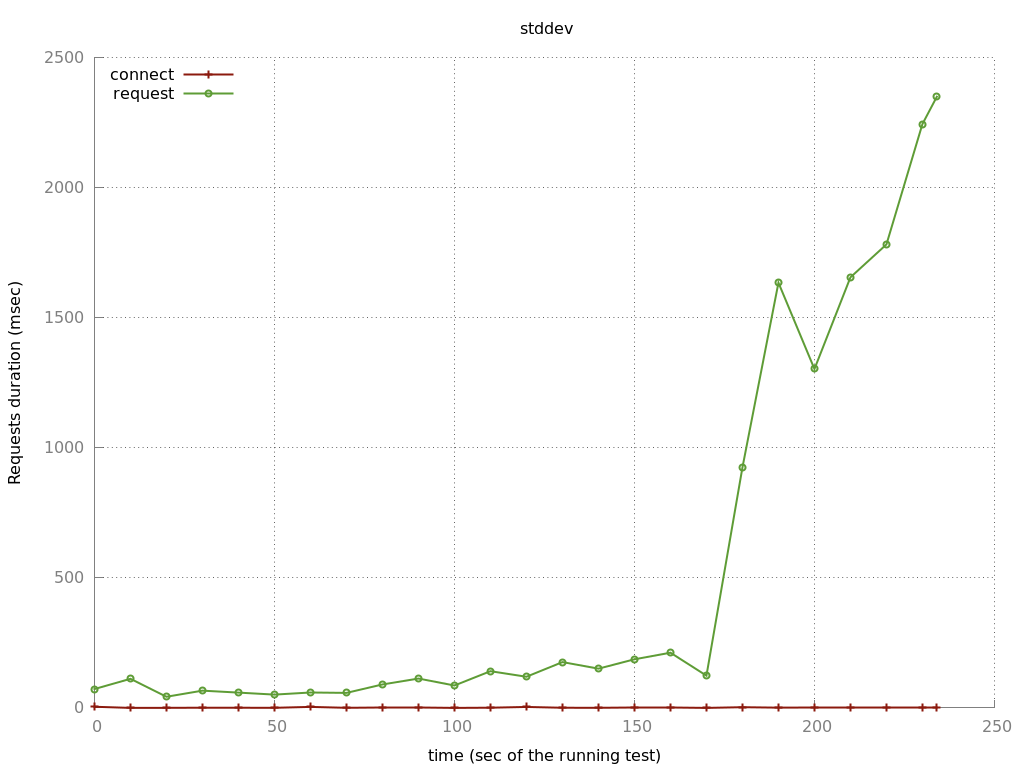 stddev
connect
request
2500
2000
1500
1000
500
0
Requests duration (msec)
0 50 100 150 200 250
time (sec of the running test)